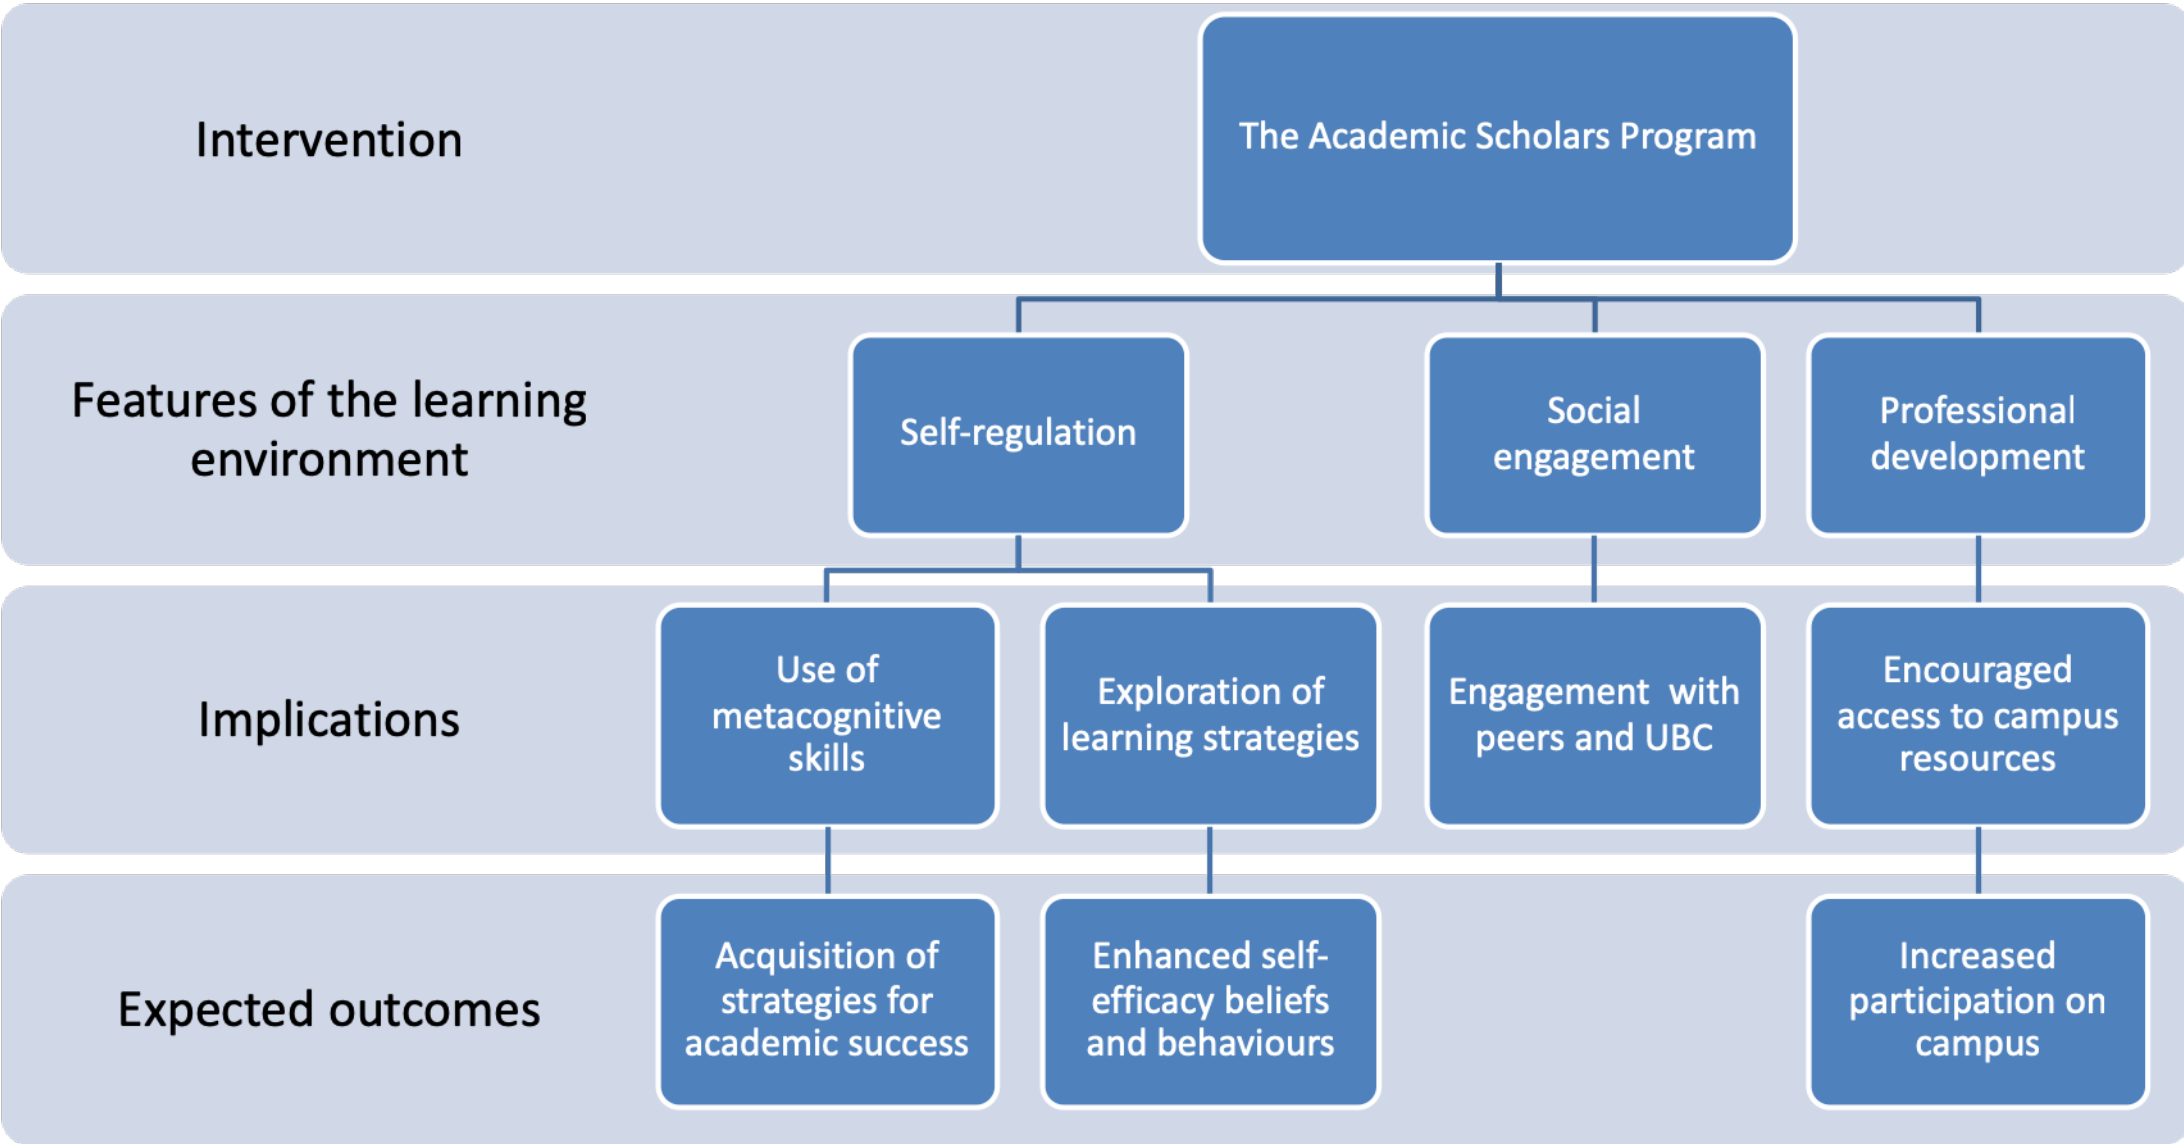 Intervention
The Academic Scholars Program
Features of the learning
environment
Self-regulation
Social
engagement
Professional
development
Implications
Use of
metacognitive
skills
Exploration of
learning strategies
Engagement  with
peers and UBC
Encouraged
access to campus
resources
Expected outcomes
Acquisition of
strategies for
academic success
Enhanced self-
efficacy beliefs
and behaviours
Increased
participation on
campus